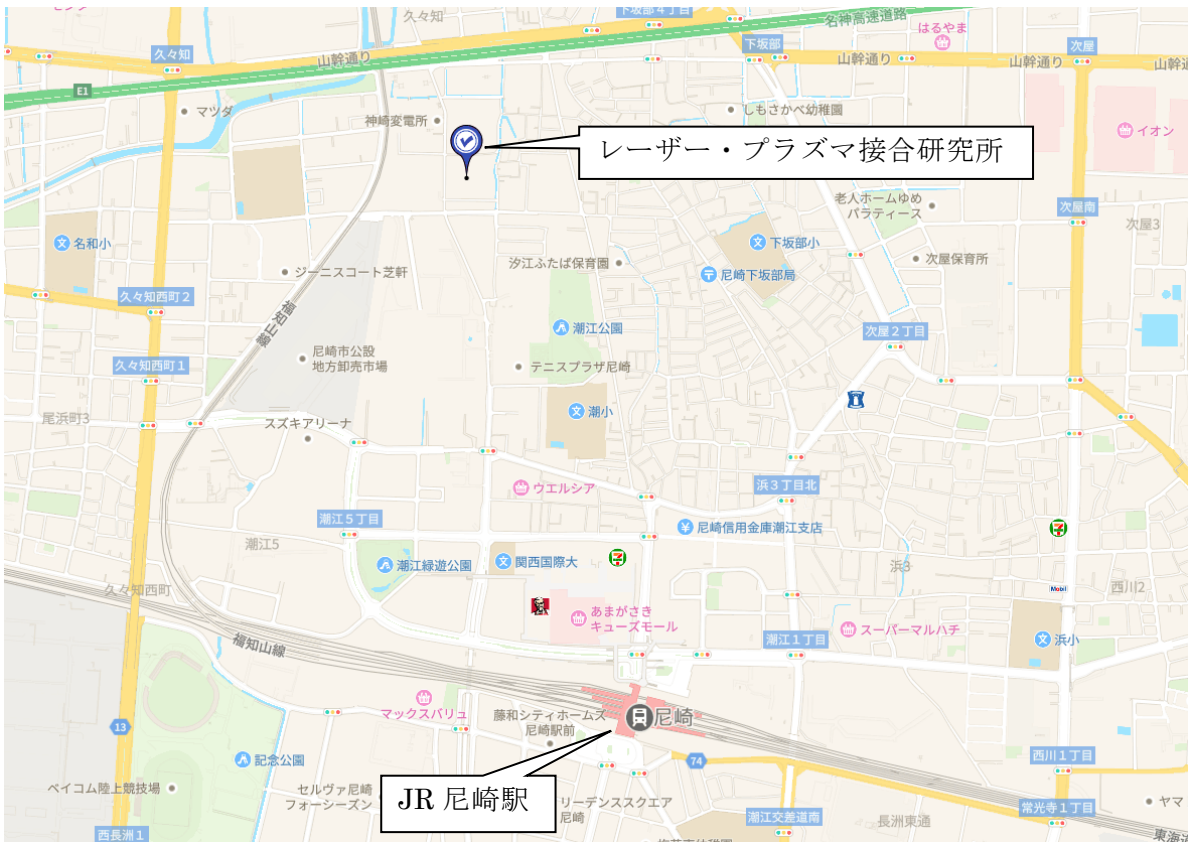 センタ
久々知
下坂部4丁目
名神高速道路
はるやま
久々知
山幹通り
下坂部
山幹通り
次屋
山幹通り
山幹通
E1
マツダ
神崎変電所
しもさかべ幼稚園
イオン
レーザー・プラズマ接合研究所
老人ホームゆめ
パラティース
次屋南
次屋3
名和小
下坂部小
汐江ふたば保育園
尼崎下坂部局
次屋保育所
ジーニスコート芝軒
久々知西町2
福知山線
潮江公園
次屋2丁目
尼崎市公設
地方卸売市場
久々知西町1
テニスプラザ尼崎
尾浜町3
スズキアリーナ
潮小
ウエルシア
浜3丁目北
潮江5丁目
尼崎信用金庫潮江支店
潮江5
潮江緑遊公園
関西国際大
7
7
浜3
久々知西町
Mobil
西川2
あまがさき
キューズモール
福知山線
潮江1丁目
スーパーマルハチ
浜小
マックスバリュ
藤和シティホームズ
尼崎駅前
尼崎
13
記念公園
74
西川1丁目
ベイコム陸上競技場
セルヴァ尼崎
フォーシーズン
JR 尼崎駅
リーデンススクエア
尼崎
常光寺1丁目
ヤマ
潮江交差道南
長洲東通
西長洲1
東海道